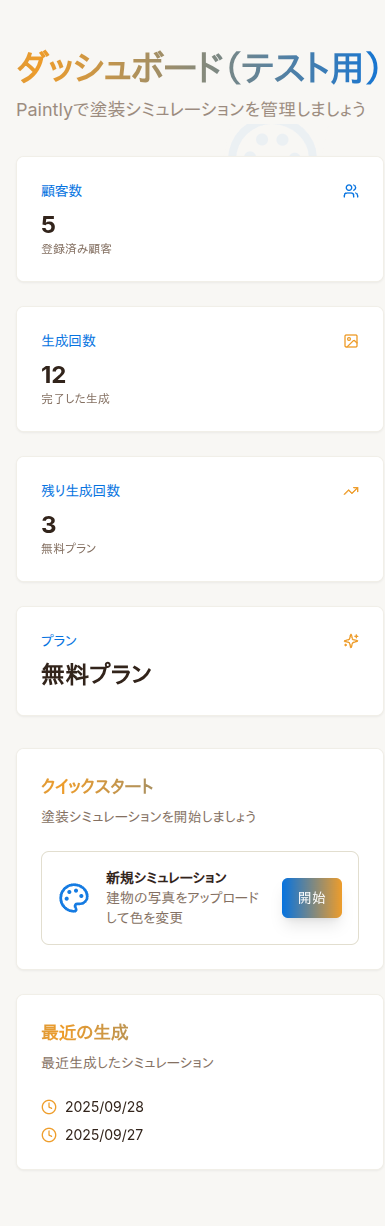 ダッシュボード（テスト用）
Paintlyで塗装シミュレーションを管理しましょう
顧客数
5
登録済み顧客
生成回数
12
完了した生成
残り生成回数
3
無料プラン
プラン
無料プラン
クイックスタート
塗装シミュレーションを開始しましょう
新規シミュレーション
建物の写真をアップロード
して色を変更
開始
最近の生成
最近生成したシミュレーション
2025/09/28
2025/09/27